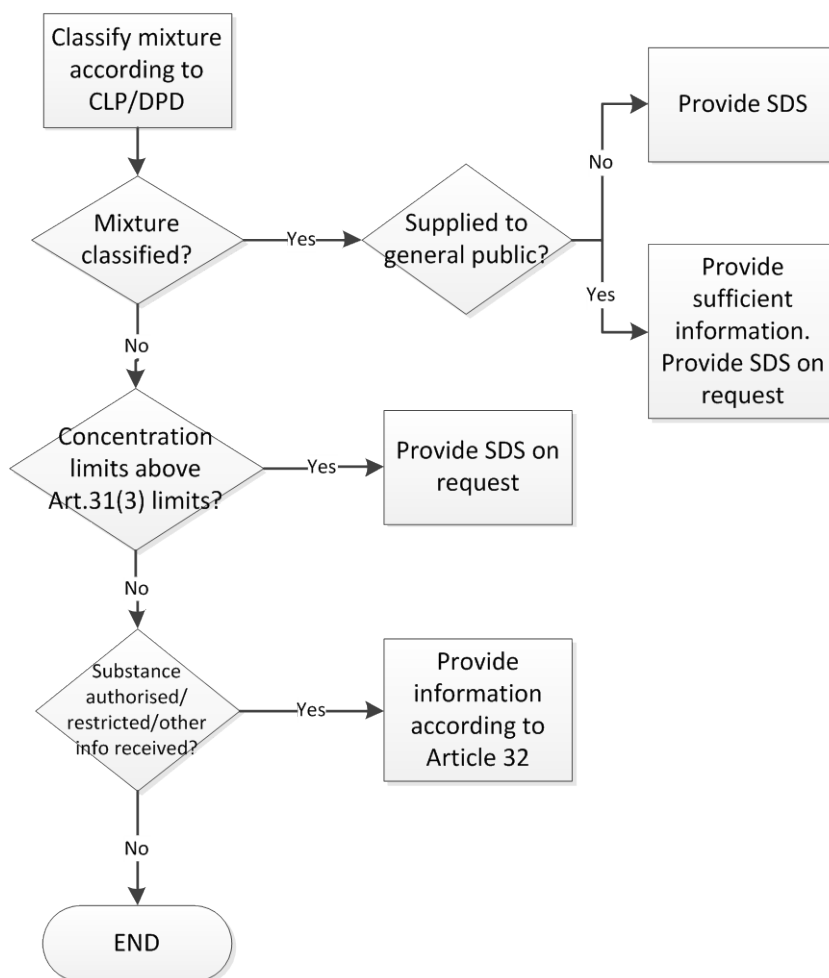 Classify mixture
according to
CLP/DPD
Provide SDS
No
Mixture
classified?
Yes
Supplied to
general public?
Yes
Provide
sufficient
information.
Provide SDS on
request
No
Concentration
limits above
Art.31(3) limits?
Yes
Provide SDS on
request
No
Substance
authorised/
restricted/other
info received?
Yes
Provide
information
according to
Article 32
No
END